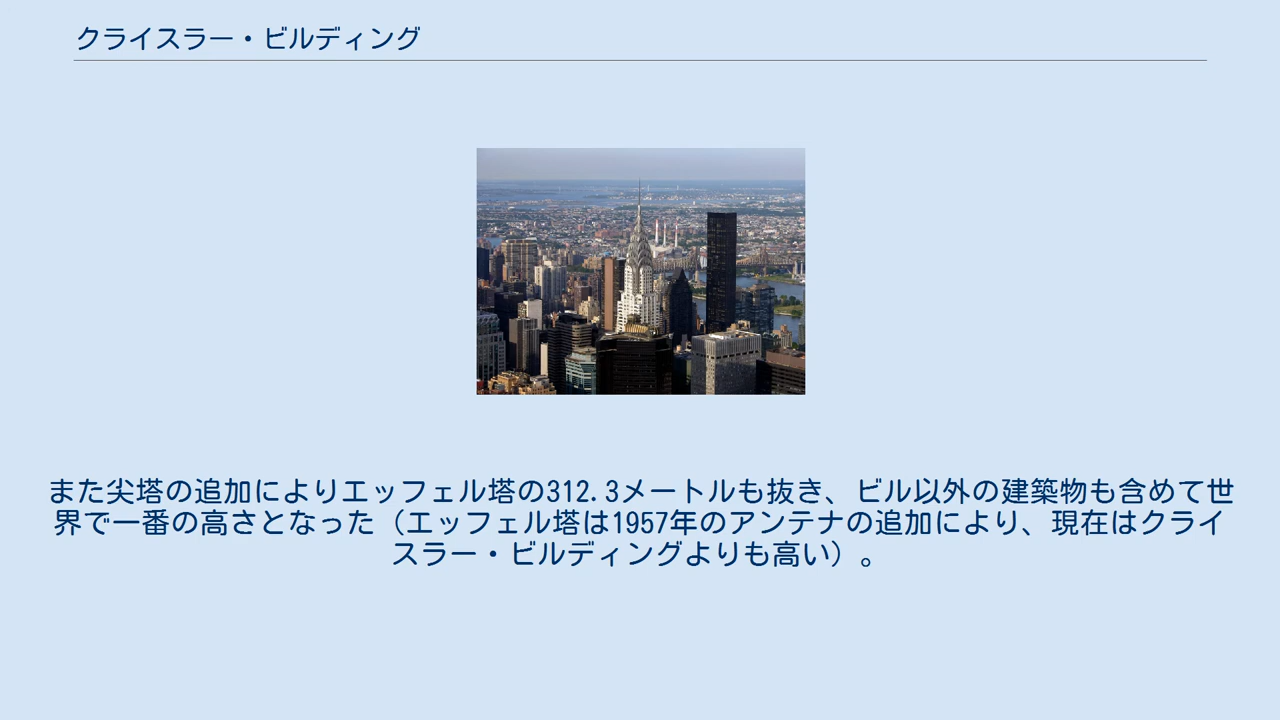 クライスラー・ビルディング
また尖塔の追加によりエッフェル塔の312.3メートルも抜き、ビル以外の建築物も含めて世
界で一番の高さとなった（エッフェル塔は1957年のアンテナの追加により、現在はクライ
スラー・ビルディングよりも高い）。